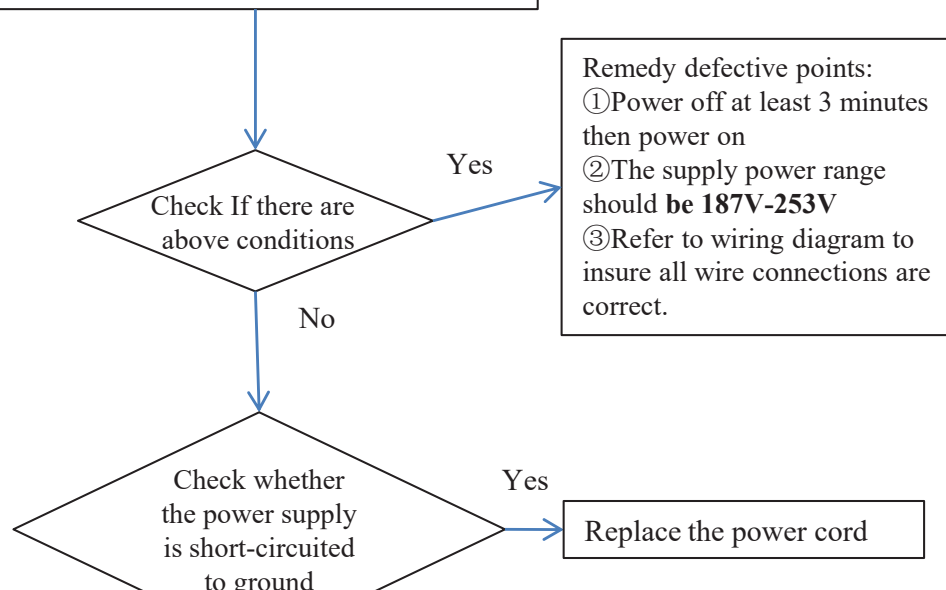 Remedy defective points:
①Power off at least 3 minutes
then power on
②The supply power range
should be 187V-253V
③Refer to wiring diagram to
insure all wire connections are
correct.
Yes
Check If there are
above conditions
No
Check whether
the power supply
is short-circuited
to ground
Yes
Replace the power cord